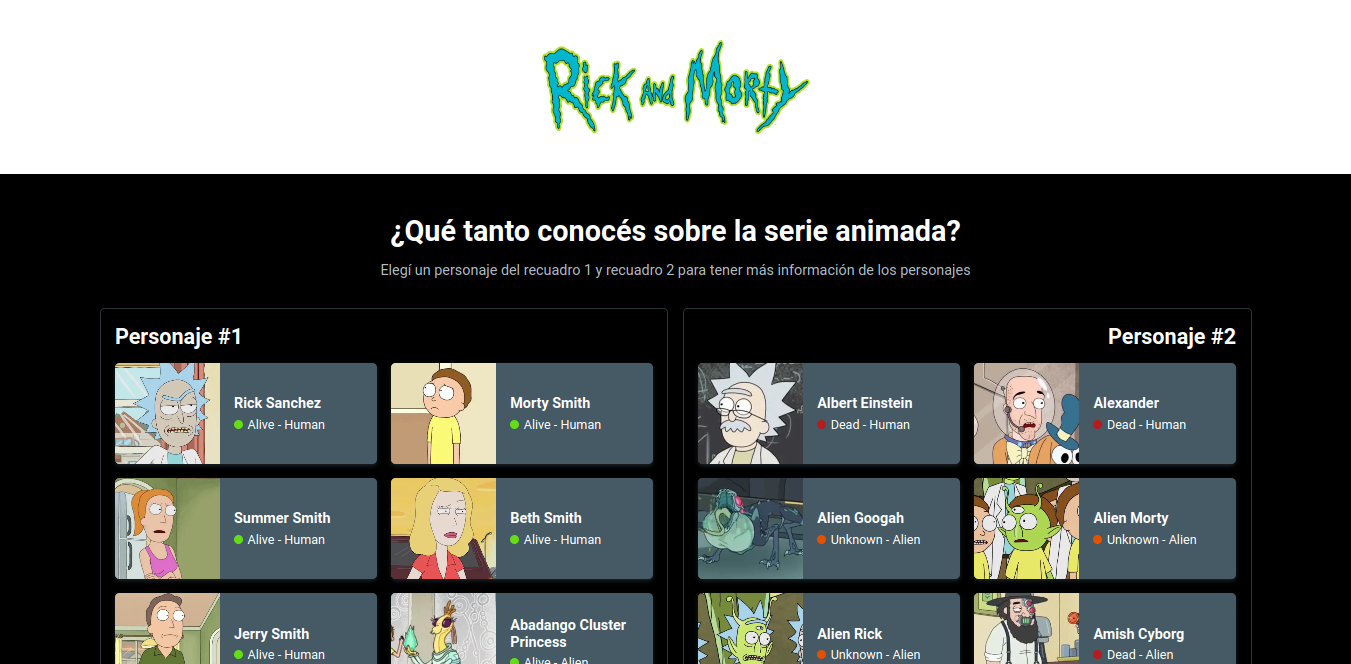 Rick and Morty
¿Qué tanto conocés sobre la serie animada?
Elegí un personaje del recuadro 1 y recuadro 2 para tener más información de los personajes
Personaje #1
Rick Sanchez
Alive - Human
Morty Smith
Alive - Human
Summer Smith
Alive - Human
Beth Smith
Alive - Human
Jerry Smith
Alive - Human
Abadango Cluster
Princess
Alive - Alien
Personaje #2
Albert Einstein
Dead - Human
Alexander
Dead - Human
Alien Googah
Unknown - Alien
Alien Morty
Unknown - Alien
Alien Rick
Unknown - Alien
Amish Cyborg
Dead - Alien